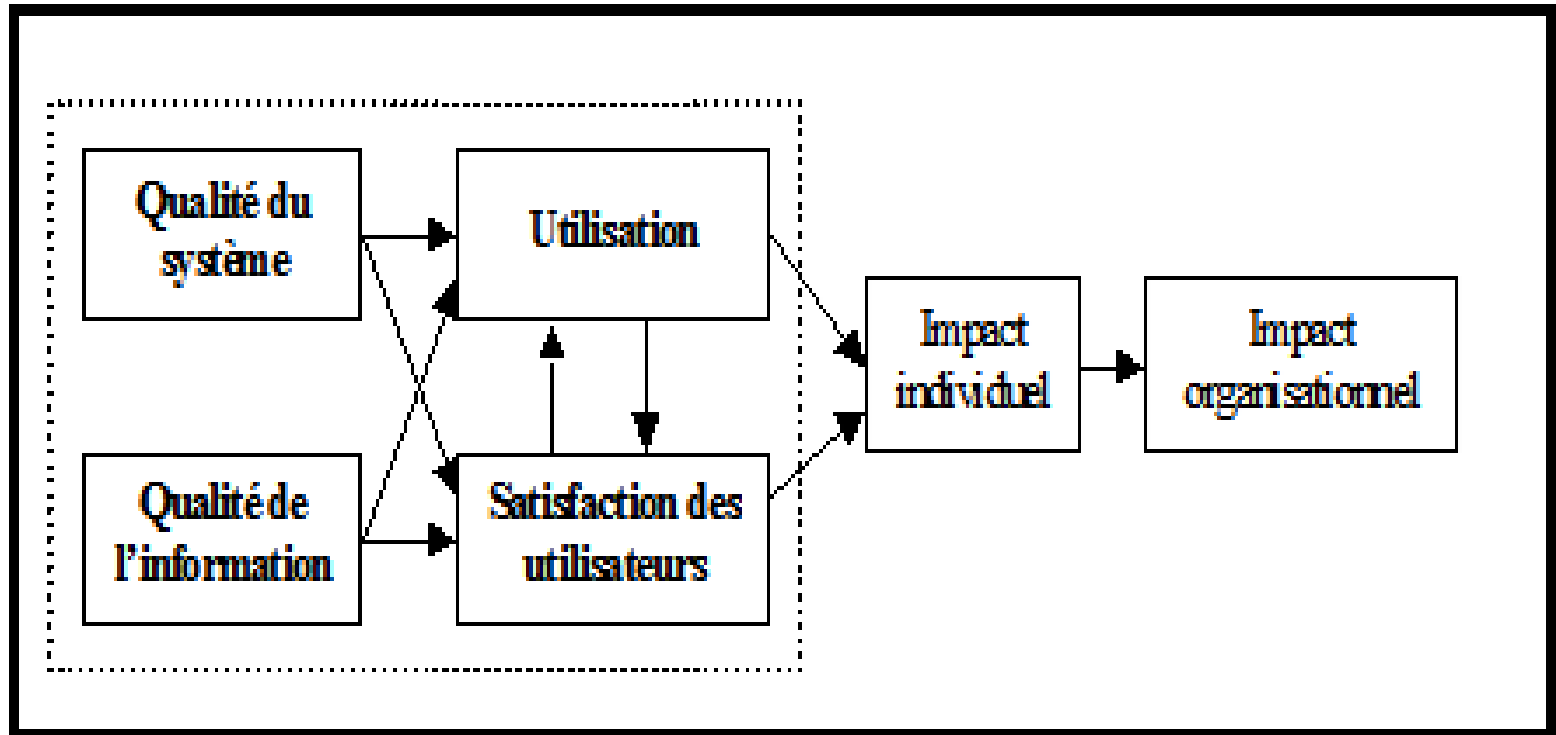 Qualité du
système
Utilisation
Impact
individuel
Impact
organisationnel
Qualité de
l'information
Satisfaction des
utilisateurs